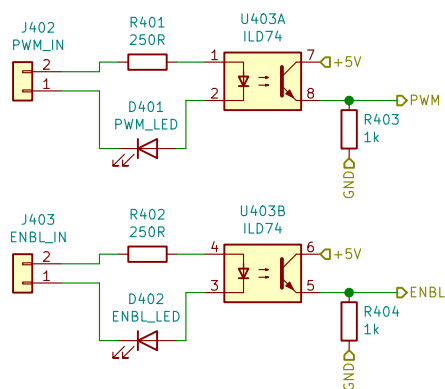 J402
PWM_IN
2
1
R401
250R
D401
PWM_LED
U403A
ILD74
1
2
7
8
+5V
PWM
R403
1k
GND
J403
ENBL_IN
2
1
R402
250R
D402
ENBL_LED
U403B
ILD74
4
3
6
5
+5V
ENBL
R404
1k
GND